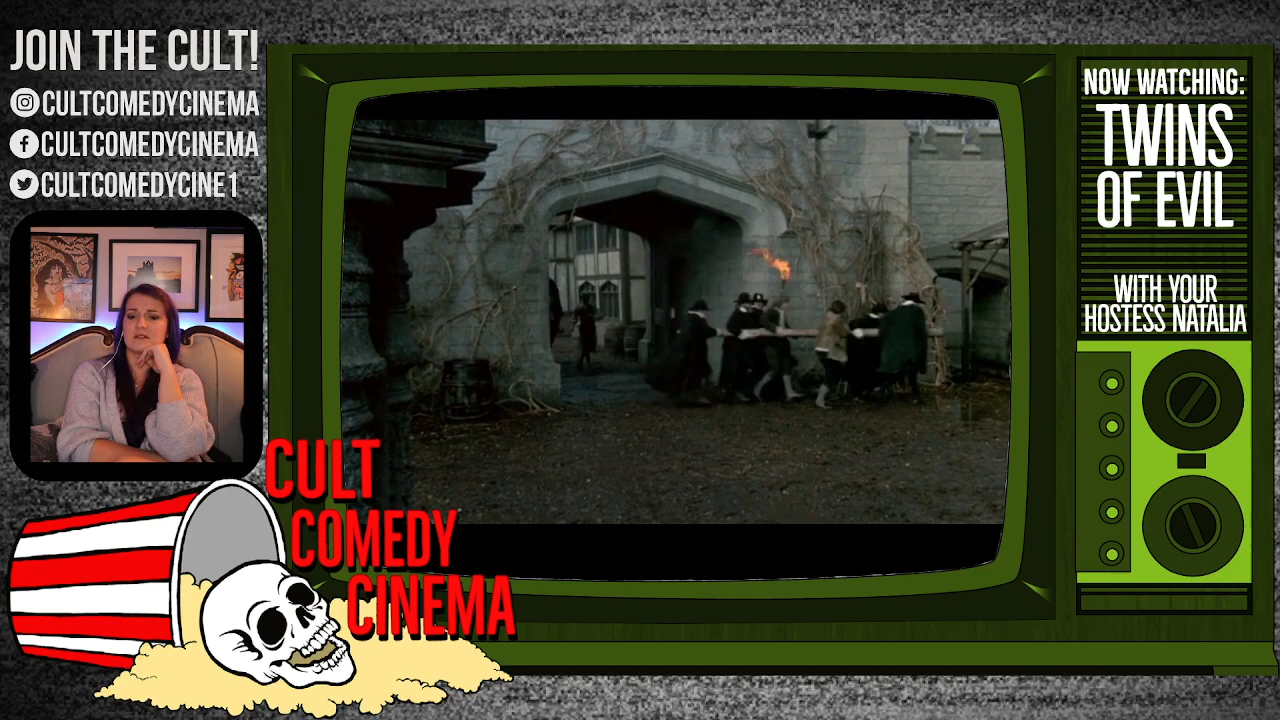 JOIN THE CULT!
CULTCOMEDYCINEMA
CULTCOMEDYCINEMA
CULTCOMEDYCINE1
CULT
COMEDY
CINEMA
NOW WATCHING:
TWINS
OF EVIL
WITH YOUR
HOSTESS NATALIA